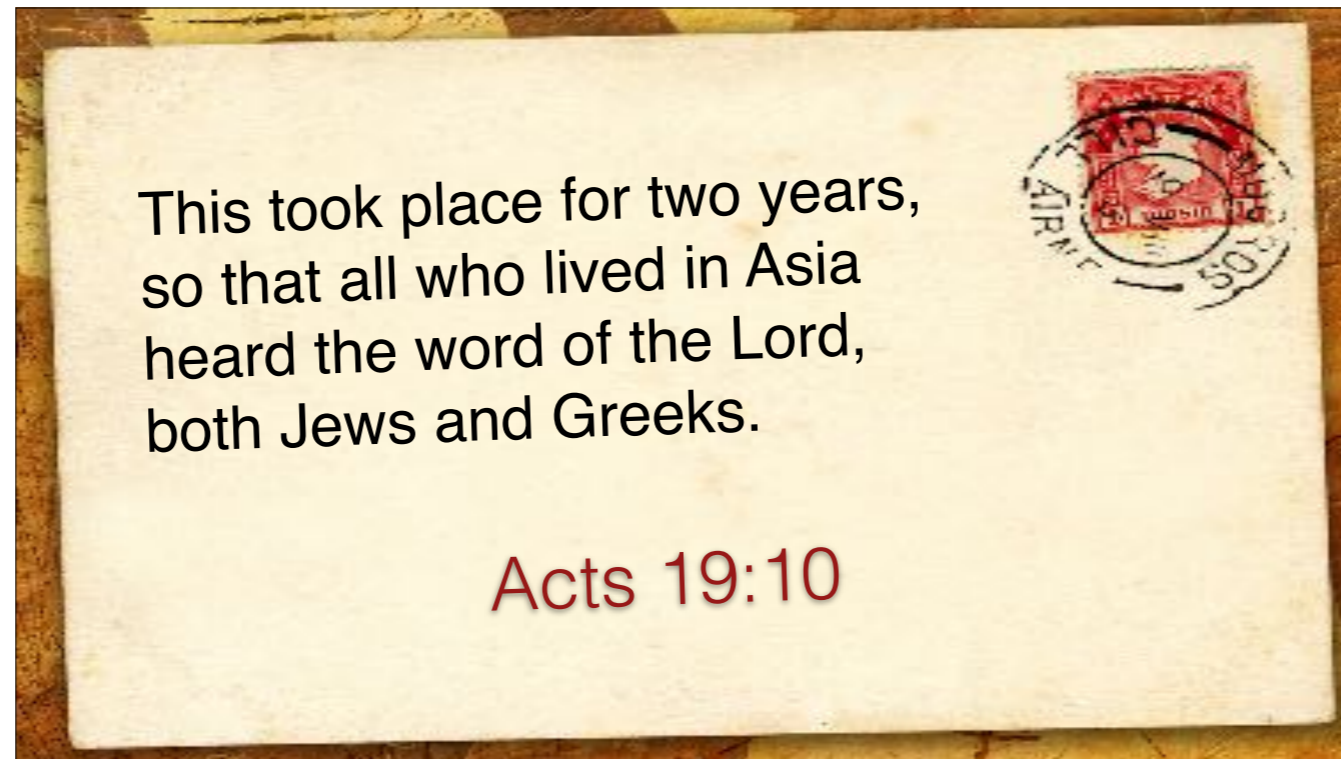 This took place for two years,
so that all who lived in Asia
heard the word of the Lord,
both Jews and Greeks.
Acts 19:10